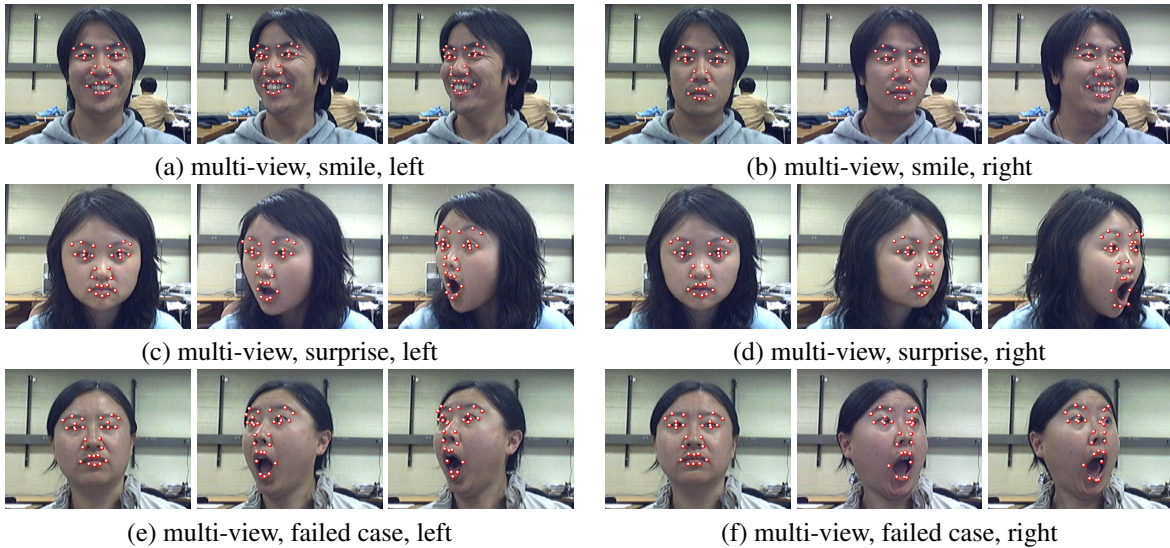 (a) multi-view, smile, left
(b) multi-view, smile, right
(c) multi-view, surprise, left
(d) multi-view, surprise, right
(e) multi-view, failed case, left
(f) multi-view, failed case, right